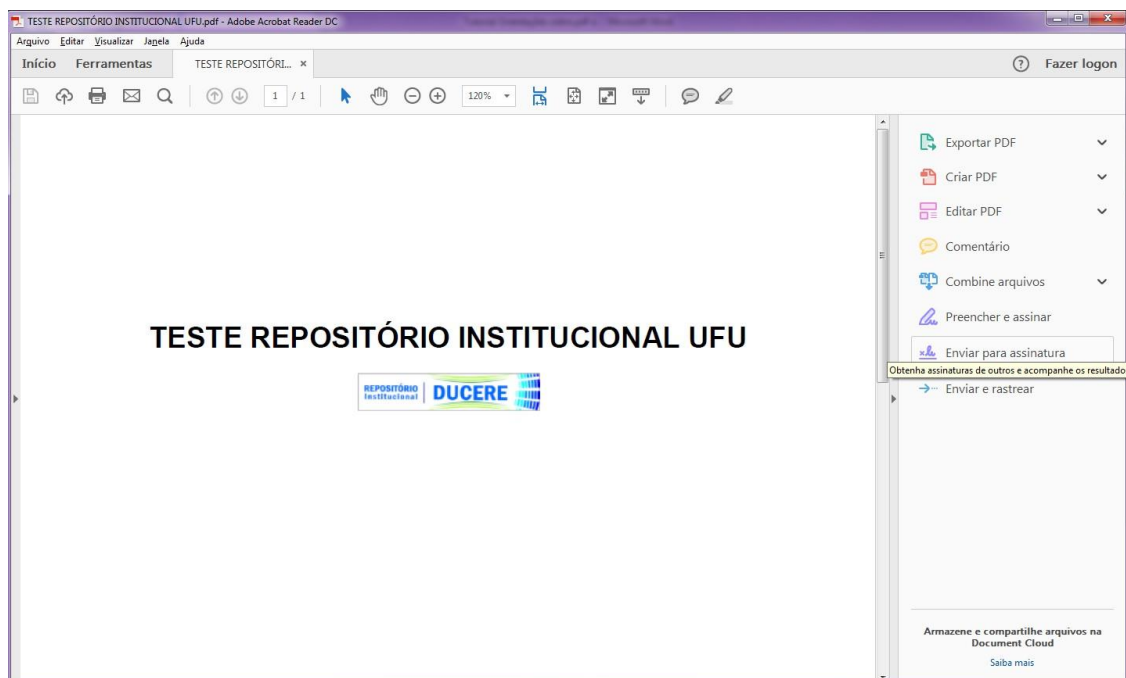 TESTE REPOSITÓRIO INSTITUCIONAL UFU.pdf - Adobe Acrobat Reader DC
Arquivo Editar Visualizar Janela Ajuda
Início Ferramentas TESTE REPOSITÓRI... × ? Fazer logon
1 / 1 120%
Exportar PDF
Criar PDF
Editar PDF
Comentário
Combine arquivos
Preencher e assinar
Enviar para assinatura
Obtenha assinaturas de outros e acompanhe os resultado
Enviar e rastrear
TESTE REPOSITÓRIO INSTITUCIONAL UFU
REPOSITÓRIO
Institucional
DUCERE
Armazene e compartilhe arquivos na
Document Cloud
Saiba mais